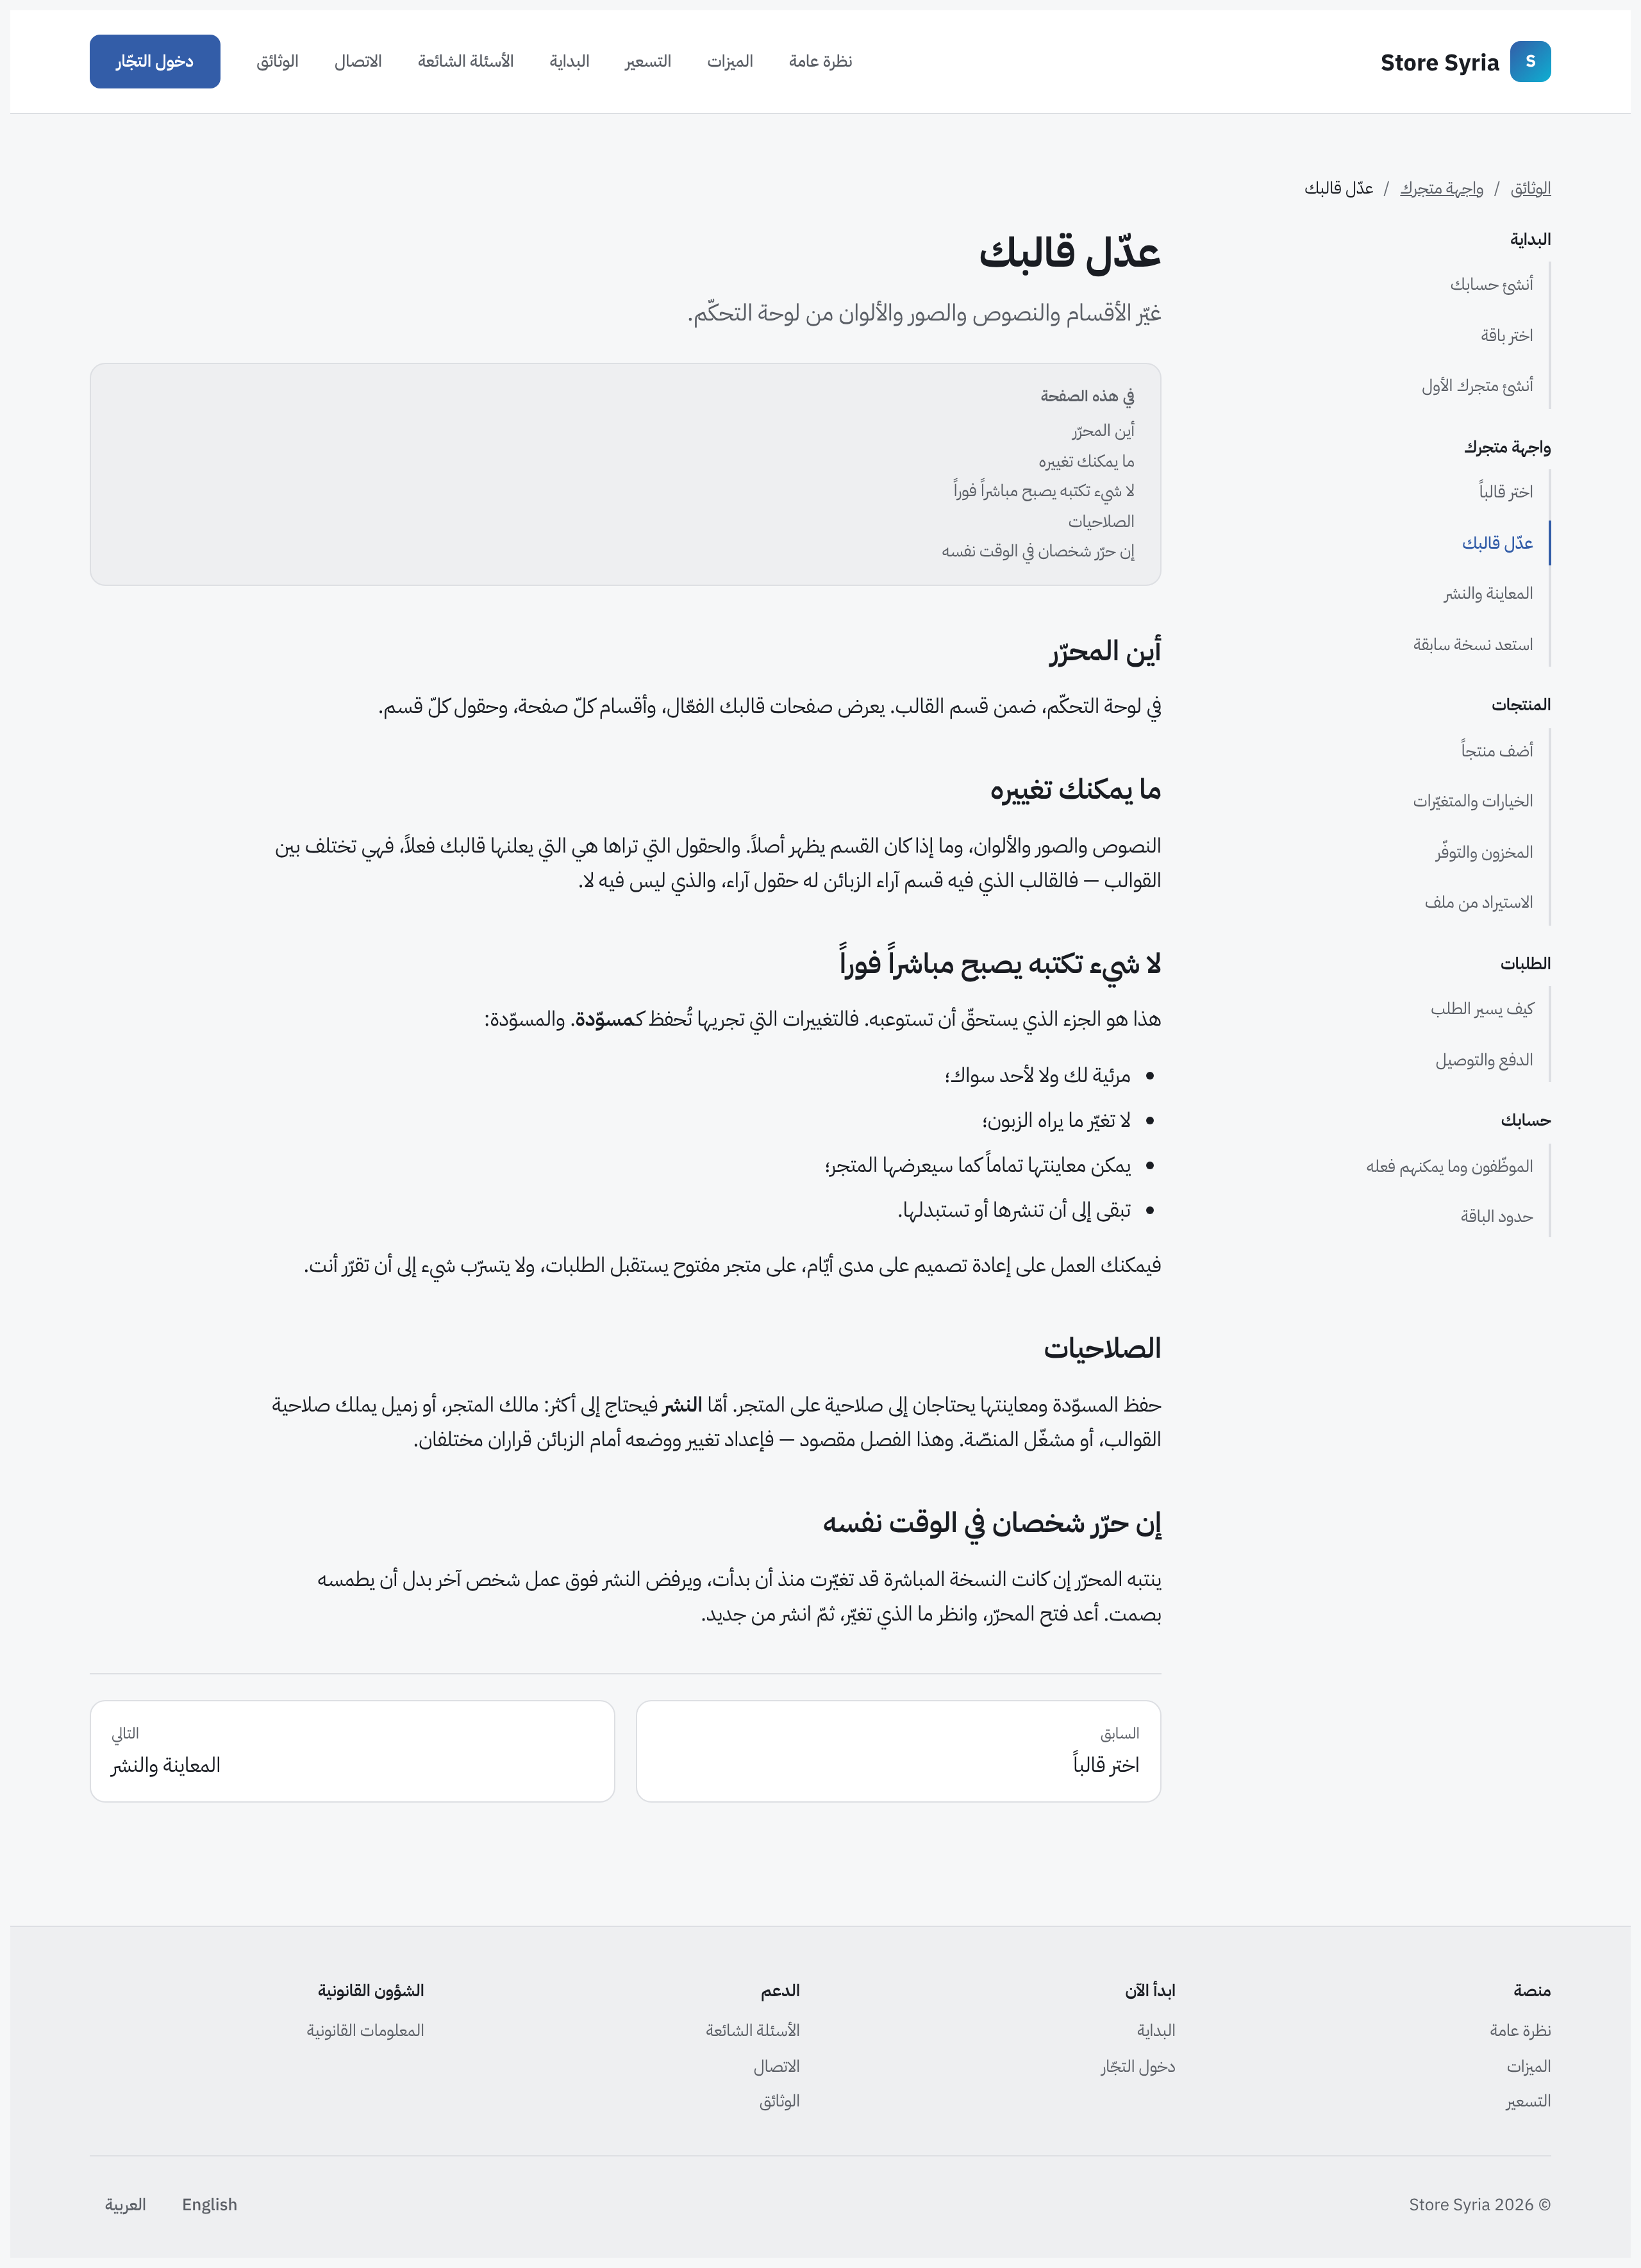 S Store Syria
نظرة عامة
الميزات
التسعير
البداية
الأسئلة الشائعة
الاتصال
الوثائق
دخول التجّار
الوثائق / واجهة متجرك / عدّل قالبك
البداية
أنشئ حسابك
اختر باقة
أنشئ متجرك الأول
واجهة متجرك
اختر قالباً
عدّل قالبك
المعاينة والنشر
استعد نسخة سابقة
المنتجات
أضف منتجاً
الخيارات والمتغيّرات
المخزون والتوفّر
الاستيراد من ملف
الطلبات
كيف يسير الطلب
الدفع والتوصيل
حسابك
الموظّفون وما يمكنهم فعله
حدود الباقة
عدّل قالبك
غيّر الأقسام والنصوص والصور والألوان من لوحة التحكّم.
في هذه الصفحة
أين المحرّر
ما يمكنك تغييره
لا شيء تكتبه يصبح مباشراً فوراً
الصلاحيات
إن حرّر شخصان في الوقت نفسه
أين المحرّر
في لوحة التحكّم، ضمن قسم القالب. يعرض صفحات قالبك الفعّال، وأقسام كلّ صفحة، وحقول كلّ قسم.
ما يمكنك تغييره
النصوص والصور والألوان، وما إذا كان القسم يظهر أصلاً. والحقول التي تراها هي التي يعلنها قالبك فعلاً، فهي تختلف بين
القوالب — فالقالب الذي فيه قسم آراء الزبائن له حقول آراء، والذي ليس فيه لا.
لا شيء تكتبه يصبح مباشراً فوراً
هذا هو الجزء الذي يستحقّ أن تستوعبه. فالتغييرات التي تجريها تُحفظ كمسوّدة. والمسوّدة:
• مرئية لك ولا لأحد سواك؛
• لا تغيّر ما يراه الزبون؛
• يمكن معاينتها تماماً كما سيعرضها المتجر؛
• تبقى إلى أن تنشرها أو تستبدلها.
فيمكنك العمل على إعادة تصميم على مدى أيّام، على متجر مفتوح يستقبل الطلبات، ولا يتسرّب شيء إلى أن تقرّر أنت.
الصلاحيات
حفظ المسوّدة ومعاينتها يحتاجان إلى صلاحية على المتجر. أمّا النشر فيحتاج إلى أكثر: مالك المتجر، أو زميل يملك صلاحية
القوالب، أو مشغّل المنصّة. وهذا الفصل مقصود — فإعداد تغيير ووضعه أمام الزبائن قراران مختلفان.
إن حرّر شخصان في الوقت نفسه
ينتبه المحرّر إن كانت النسخة المباشرة قد تغيّرت منذ أن بدأت، ويرفض النشر فوق عمل شخص آخر بدل أن يطمسه
بصمت. أعد فتح المحرّر، وانظر ما الذي تغيّر، ثمّ انشر من جديد.
السابق
اختر قالباً
التالي
المعاينة والنشر
منصة
نظرة عامة
الميزات
التسعير
ابدأ الآن
البداية
دخول التجّار
الدعم
الأسئلة الشائعة
الاتصال
الوثائق
الشؤون القانونية
المعلومات القانونية
© 2026 Store Syria
English
العربية